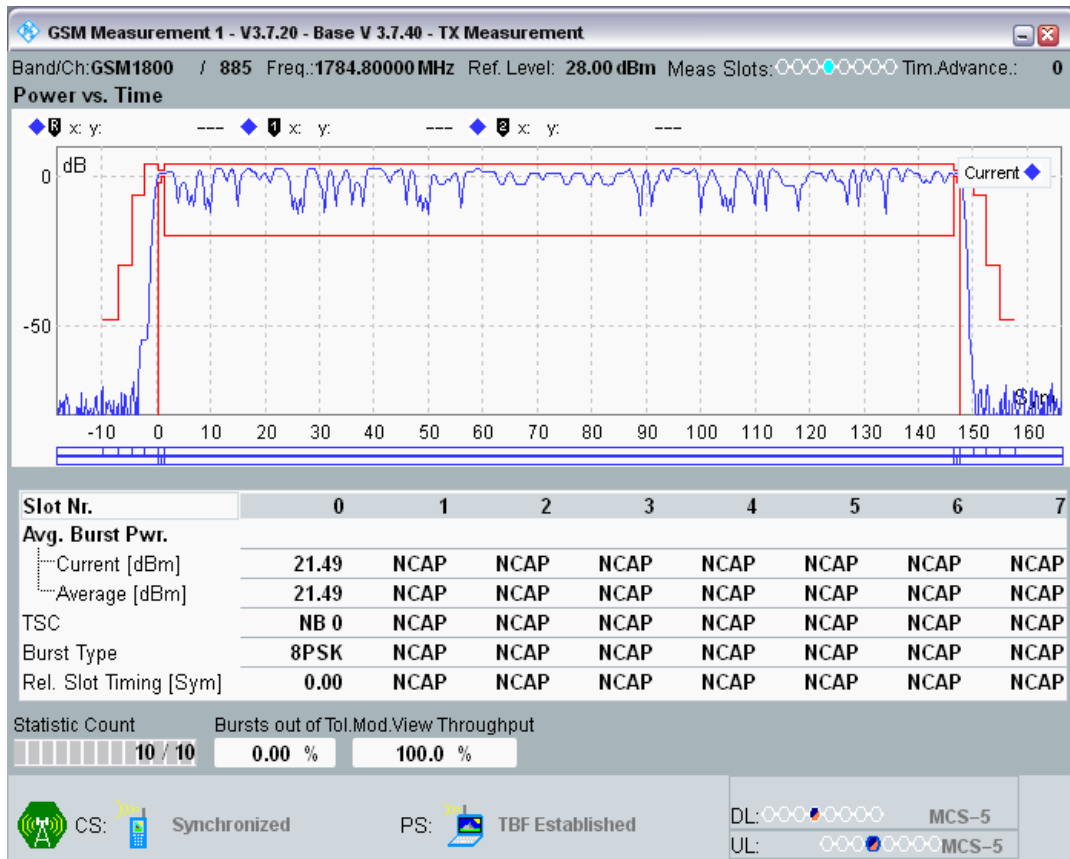 GSM Measurement 1 - V3.7.20 - Base V 3.7.40 - TX Measurement
Band/Ch:GSM1800 / 885 Freq.:1784.80000 MHz Ref. Level: 28.00 dBm Meas Slots: Tim.Advance.: 0
Power vs. Time
R x: y: --- 1 x: y: --- 2 x: y: ---
dB
Current
0
-50
Sym
-10 0 10 20 30 40 50 60 70 80 90 100 110 120 130 140 150 160
Slot Nr. 0 1 2 3 4 5 6 7
Avg. Burst Pwr.
Current [dBm] 21.49 NCAP NCAP NCAP NCAP NCAP NCAP NCAP
Average [dBm] 21.49 NCAP NCAP NCAP NCAP NCAP NCAP NCAP
TSC NB 0 NCAP NCAP NCAP NCAP NCAP NCAP NCAP
Burst Type 8PSK NCAP NCAP NCAP NCAP NCAP NCAP NCAP
Rel. Slot Timing [Sym] 0.00 NCAP NCAP NCAP NCAP NCAP NCAP NCAP
Statistic Count Bursts out of Tol.Mod.View Throughput
10 / 10 0.00 % 100.0 %
CS: Synchronized PS: TBF Established
DL: MCS-5
UL: MCS-5